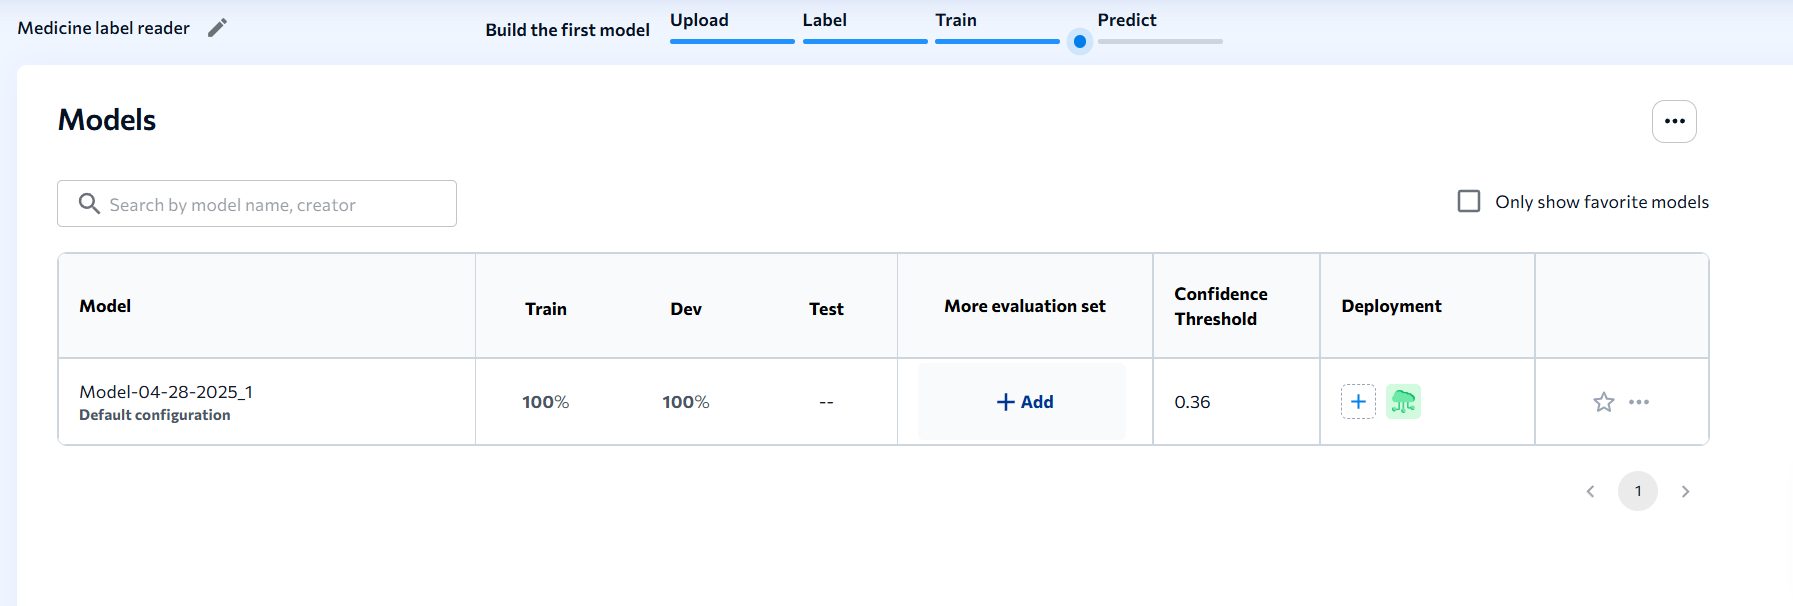 Medicine label reader
Build the first model
Upload
Label
Train
Predict
Models
Search by model name, creator
Only show favorite models
Model
Train
Dev
Test
More evaluation set
Confidence
Threshold
Deployment
Model-04-28-2025_1
Default configuration
100%
100%
--
+ Add
0.36
1